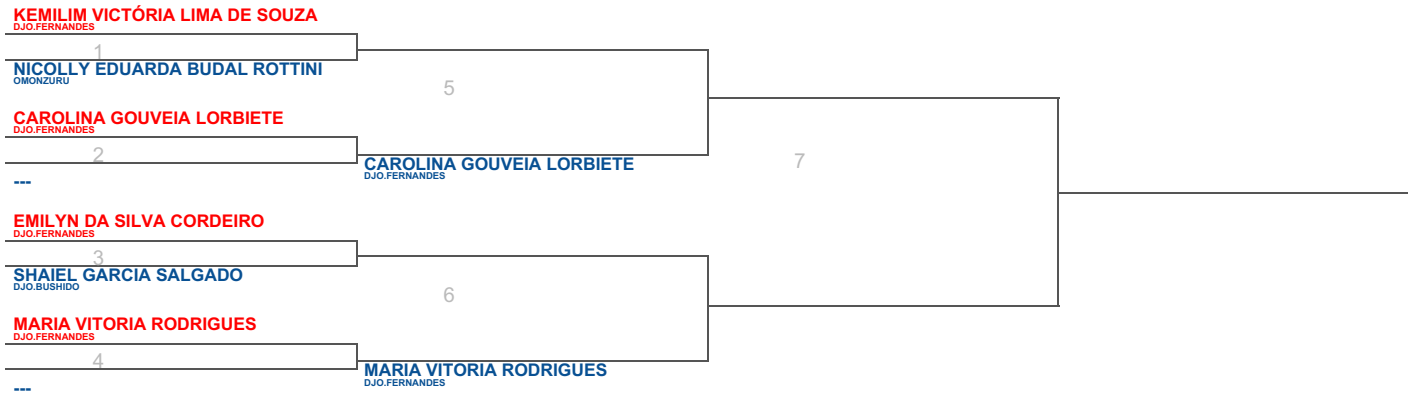 KEMILIM VICTÓRIA LIMA DE SOUZA
DJO.FERNANDES
1
NICOLLY EDUARDA BUDAL ROTTINI
OMONZURU
5
CAROLINA GOUVEIA LORBIETE
DJO.FERNANDES
2
CAROLINA GOUVEIA LORBIETE
DJO.FERNANDES
7
---
EMILYN DA SILVA CORDEIRO
DJO.FERNANDES
3
SHAIEL GARCIA SALGADO
DJO.BUSHIDO
6
MARIA VITORIA RODRIGUES
DJO.FERNANDES
4
MARIA VITORIA RODRIGUES
DJO.FERNANDES
---